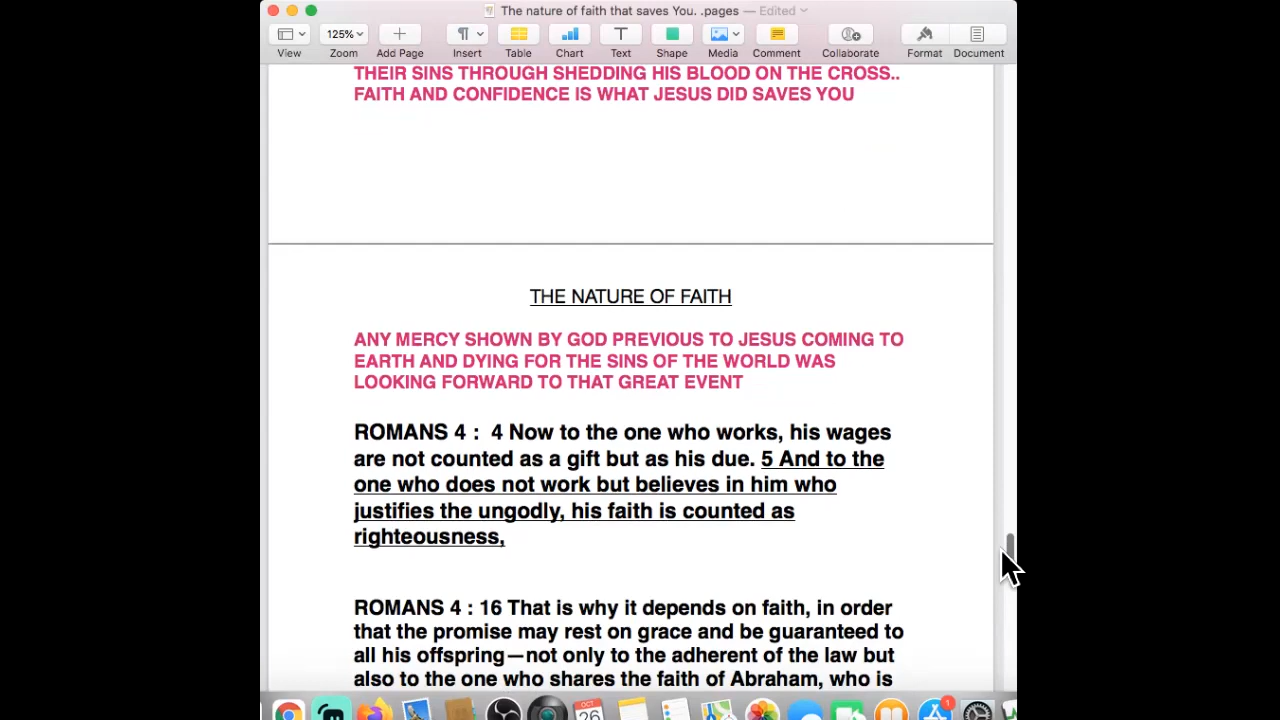 The nature of faith that saves You. .pages — Edited
125%
View Zoom Add Page Insert Table Chart Text Shape Media Comment Collaborate Format Document
THEIR SINS THROUGH SHEDDING HIS BLOOD ON THE CROSS..
FAITH AND CONFIDENCE IS WHAT JESUS DID SAVES YOU
THE NATURE OF FAITH
ANY MERCY SHOWN BY GOD PREVIOUS TO JESUS COMING TO
EARTH AND DYING FOR THE SINS OF THE WORLD WAS
LOOKING FORWARD TO THAT GREAT EVENT
ROMANS 4 : 4 Now to the one who works, his wages
are not counted as a gift but as his due. 5 And to the
one who does not work but believes in him who
justifies the ungodly, his faith is counted as
righteousness,
ROMANS 4 : 16 That is why it depends on faith, in order
that the promise may rest on grace and be guaranteed to
all his offspring—not only to the adherent of the law but
also to the one who shares the faith of Abraham, who is
OCT
26
1